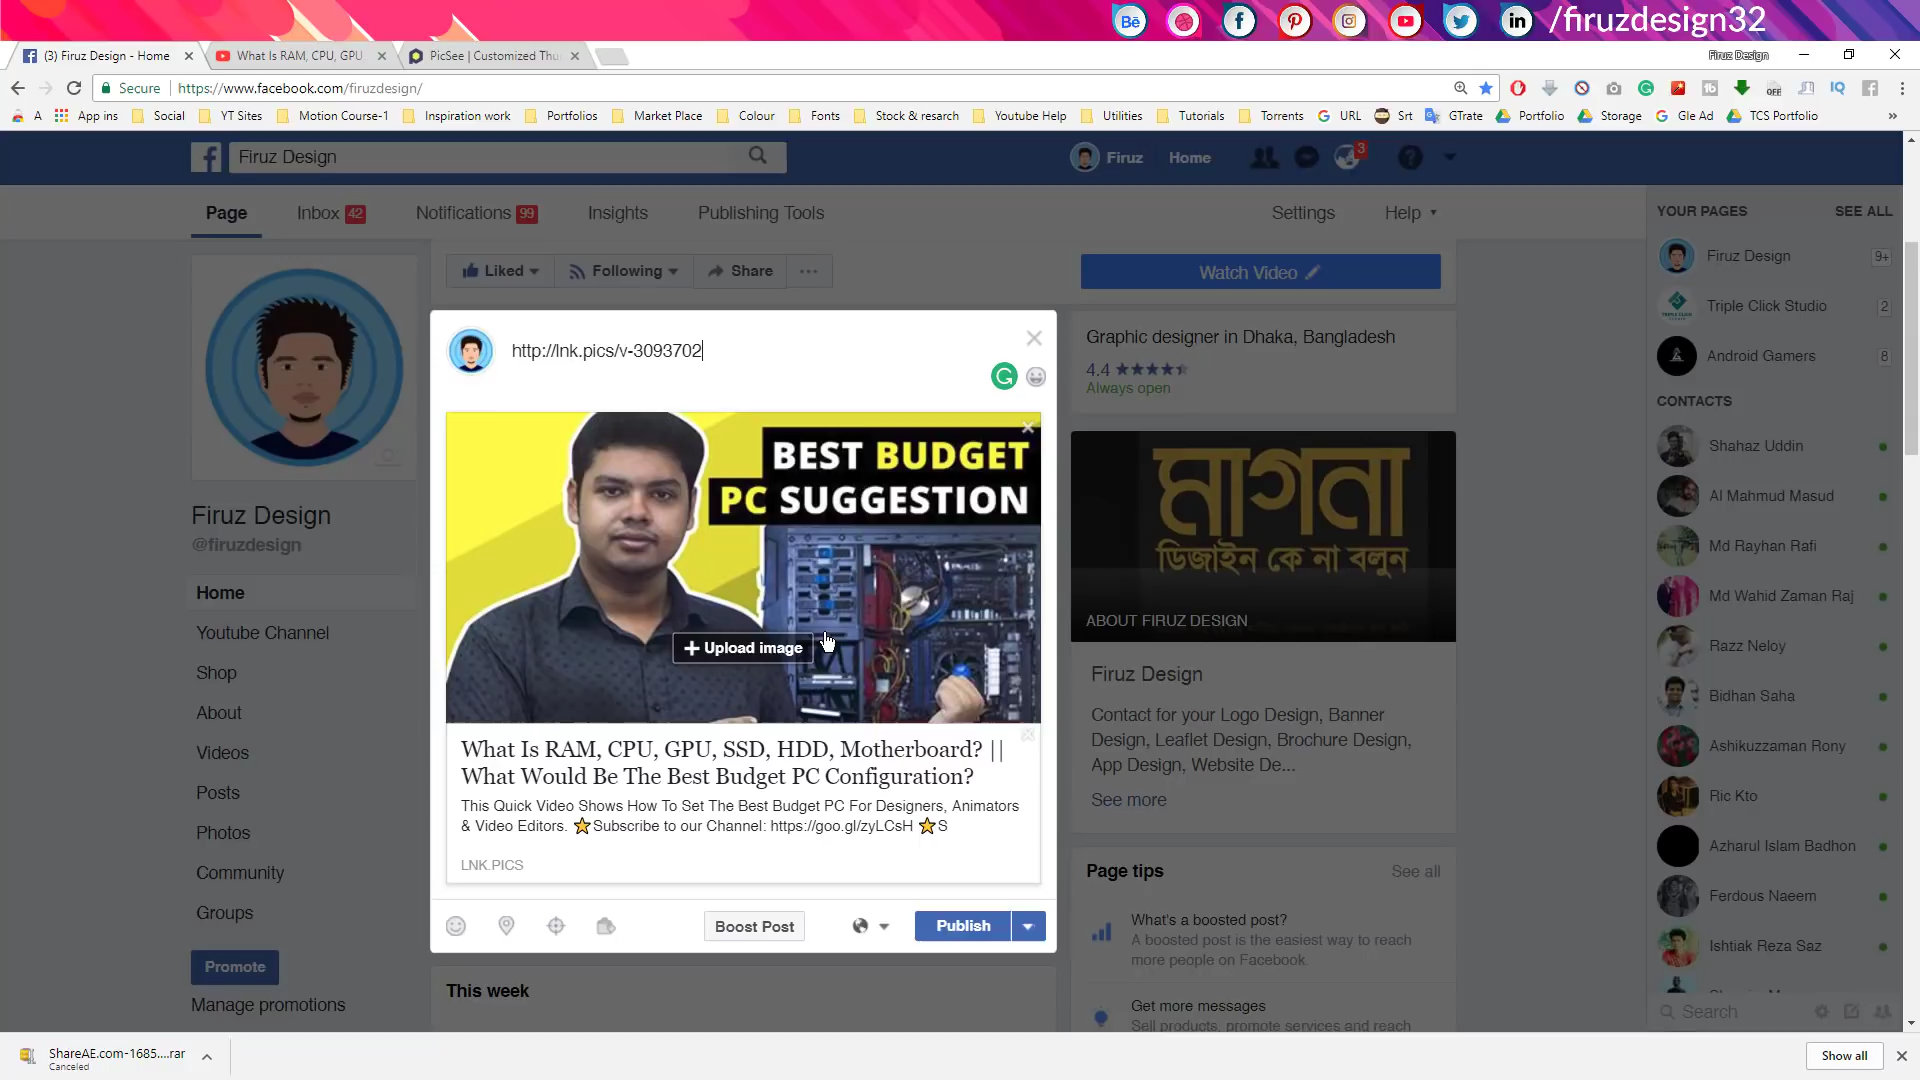 /firuzdesign32
(3) Firuz Design - Home
What Is RAM, CPU, GPU
PicSee | Customized Thu
Firuz Design
Secure
https://www.facebook.com/firuzdesign/
A
App ins
Social
YT Sites
Motion Course-1
Inspiration work
Portfolios
Market Place
Colour
Fonts
Stock & resarch
Youtube Help
Utilities
Tutorials
Torrents
URL
Srt
GTrate
Portfolio
Storage
Gle Ad
TCS Portfolio
Firuz Design
Firuz
Home
3
Page
Inbox 42
Notifications 99
Insights
Publishing Tools
Settings
Help
YOUR PAGES
SEE ALL
Firuz Design
9+
Triple Click Studio
2
Android Gamers
8
CONTACTS
Shahaz Uddin
Al Mahmud Masud
Md Rayhan Rafi
Md Wahid Zaman Raj
Razz Neloy
Bidhan Saha
Ashikuzzaman Rony
Ric Kto
Azharul Islam Badhon
Ferdous Naeem
Ishtiak Reza Saz
Search
Liked
Following
Share
Watch Video
http://lnk.pics/v-3093702
BEST BUDGET
PC SUGGESTION
+ Upload image
What Is RAM, CPU, GPU, SSD, HDD, Motherboard? ||
What Would Be The Best Budget PC Configuration?
This Quick Video Shows How To Set The Best Budget PC For Designers, Animators
& Video Editors. ⭐Subscribe to our Channel: https://goo.gl/zyLCsH ⭐S
LNK.PICS
Boost Post
Publish
This week
Firuz Design
@firuzdesign
Home
Youtube Channel
Shop
About
Videos
Posts
Photos
Community
Groups
Promote
Manage promotions
Graphic designer in Dhaka, Bangladesh
4.4
Always open
মাগনা
ডিজাইন কে না বলুন
ABOUT FIRUZ DESIGN
Firuz Design
Contact for your Logo Design, Banner
Design, Leaflet Design, Brochure Design,
App Design, Website De...
See more
Page tips
See all
What's a boosted post?
A boosted post is the easiest way to reach
more people on Facebook.
Get more messages
Sell products, promote services and reach
ShareAE.com-1685....rar
Canceled
Show all